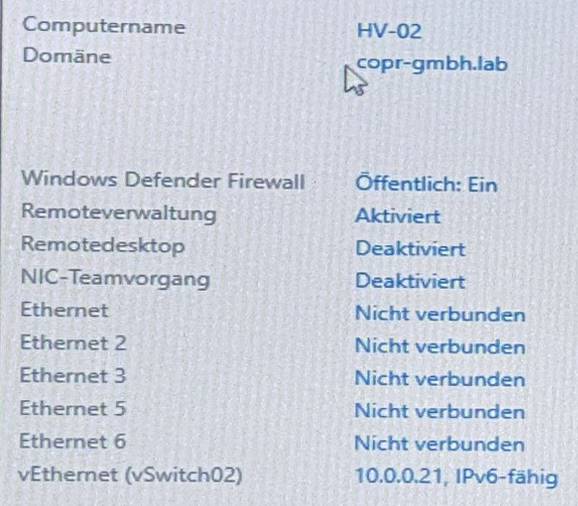 Computername HV-02
Domäne copr-gmbh.lab
Windows Defender Firewall Öffentlich: Ein
Remoteverwaltung Aktiviert
Remotedesktop Deaktiviert
NIC-Teamvorgang Deaktiviert
Ethernet Nicht verbunden
Ethernet 2 Nicht verbunden
Ethernet 3 Nicht verbunden
Ethernet 5 Nicht verbunden
Ethernet 6 Nicht verbunden
vEthernet (vSwitch02) 10.0.0.21, IPv6-fähig